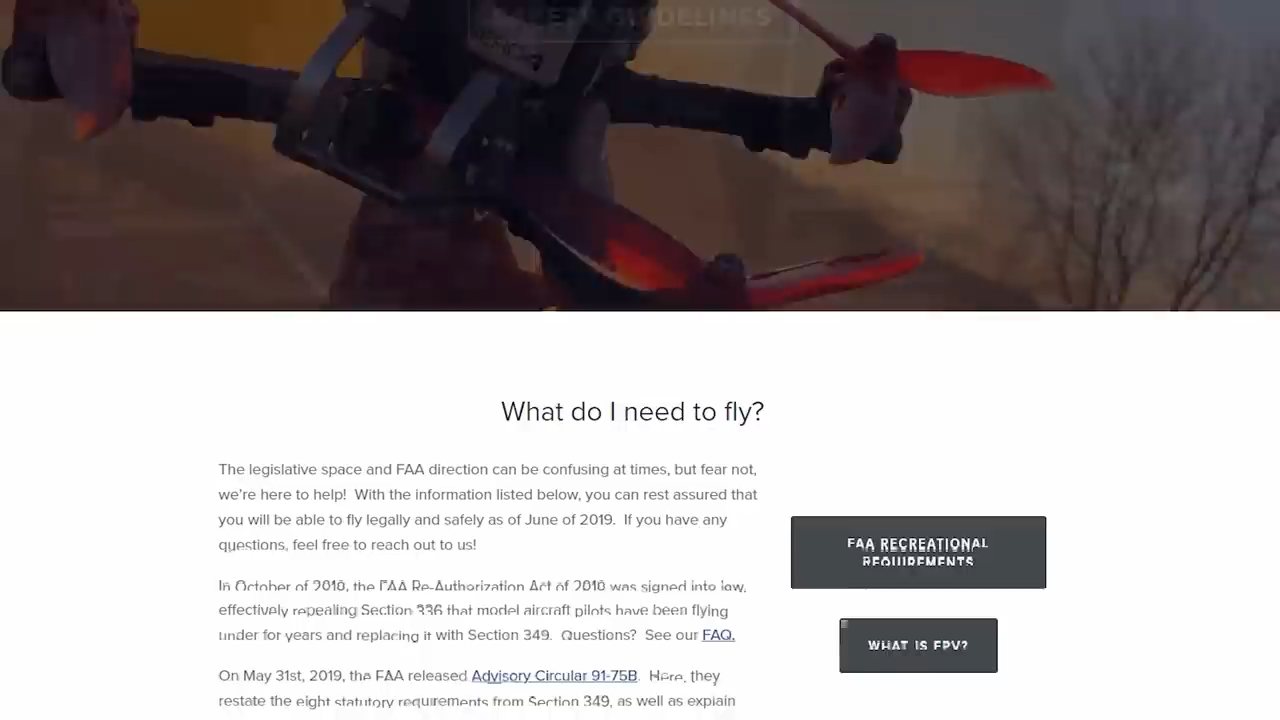 SAFETY GUIDELINES
What do I need to fly?
The legislative space and FAA direction can be confusing at times, but fear not,
we're here to help!  With the information listed below, you can rest assured that
you will be able to fly legally and safely as of June of 2019.  If you have any
questions, feel free to reach out to us!
In October of the FAA Re-Authorization Act of was signed into law,
effectively repealing Section 336 that model aircraft pilots have been flying
under for years and replacing it with Section 349.  Questions?  See our FAQ.
On May 31st, 2019, the FAA released Advisory Circular 91-75B.  Here, they
restate the eight statutory requirements from Section 349, as well as explain
FAA RECREATIONAL
REQUIREMENTS
WHAT IS FPV?